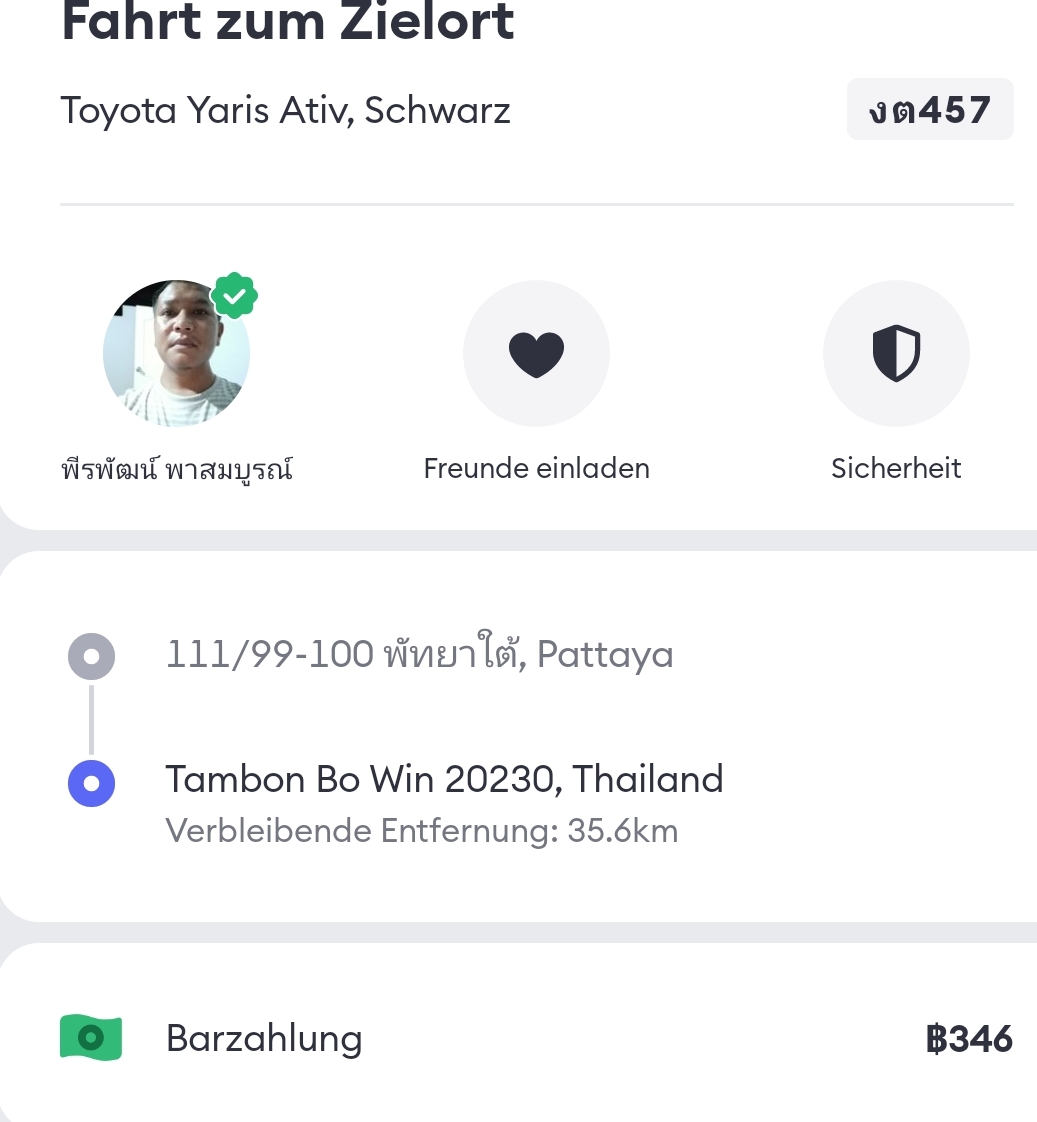 Fahrt zum Zielort
Toyota Yaris Ativ, Schwarz
งต457
พีรพัฒน์ พาสมบูรณ์
Freunde einladen
Sicherheit
111/99-100 พัทยาใต้, Pattaya
Tambon Bo Win 20230, Thailand
Verbleibende Entfernung: 35.6km
Barzahlung
฿346